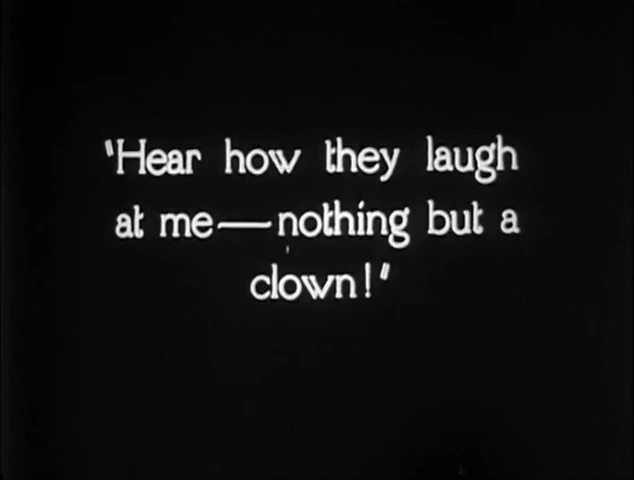 "Hear how they laugh
at me—nothing but a
clown!"